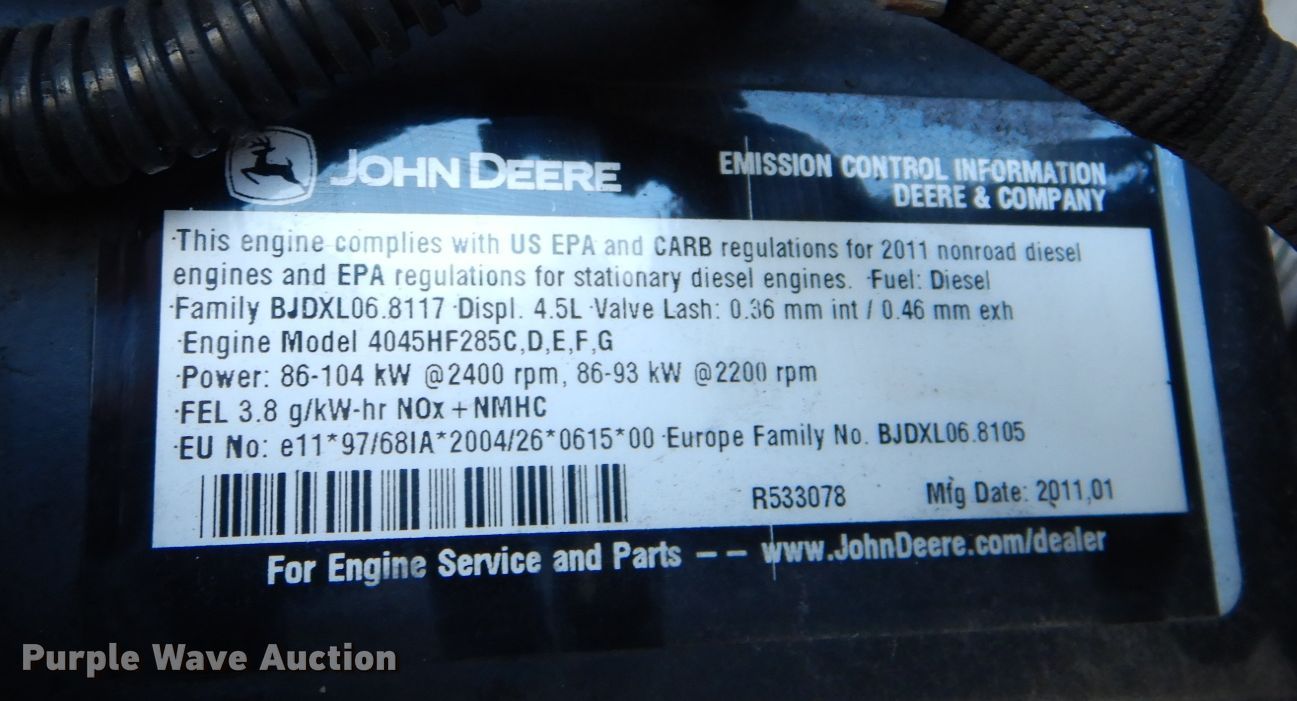 JOHN DEERE
EMISSION CONTROL INFORMATION
DEERE & COMPANY
·This engine complies with US EPA and CARB regulations for 2011 nonroad diesel
engines and EPA regulations for stationary diesel engines. ·Fuel: Diesel
·Family BJDXL06.8117 ·Displ. 4.5L ·Valve Lash: 0.36 mm int / 0.46 mm exh
·Engine Model 4045HF285C,D,E,F,G
·Power: 86-104 kW @2400 rpm, 86-93 kW @2200 rpm
·FEL 3.8 g/kW-hr NOx + NMHC
·EU No: e11*97/68IA*2004/26*0615*00 ·Europe Family No. BJDXL06.8105
R533078 Mfg Date: 2011,01
For Engine Service and Parts – – www.JohnDeere.com/dealer
Purple Wave Auction